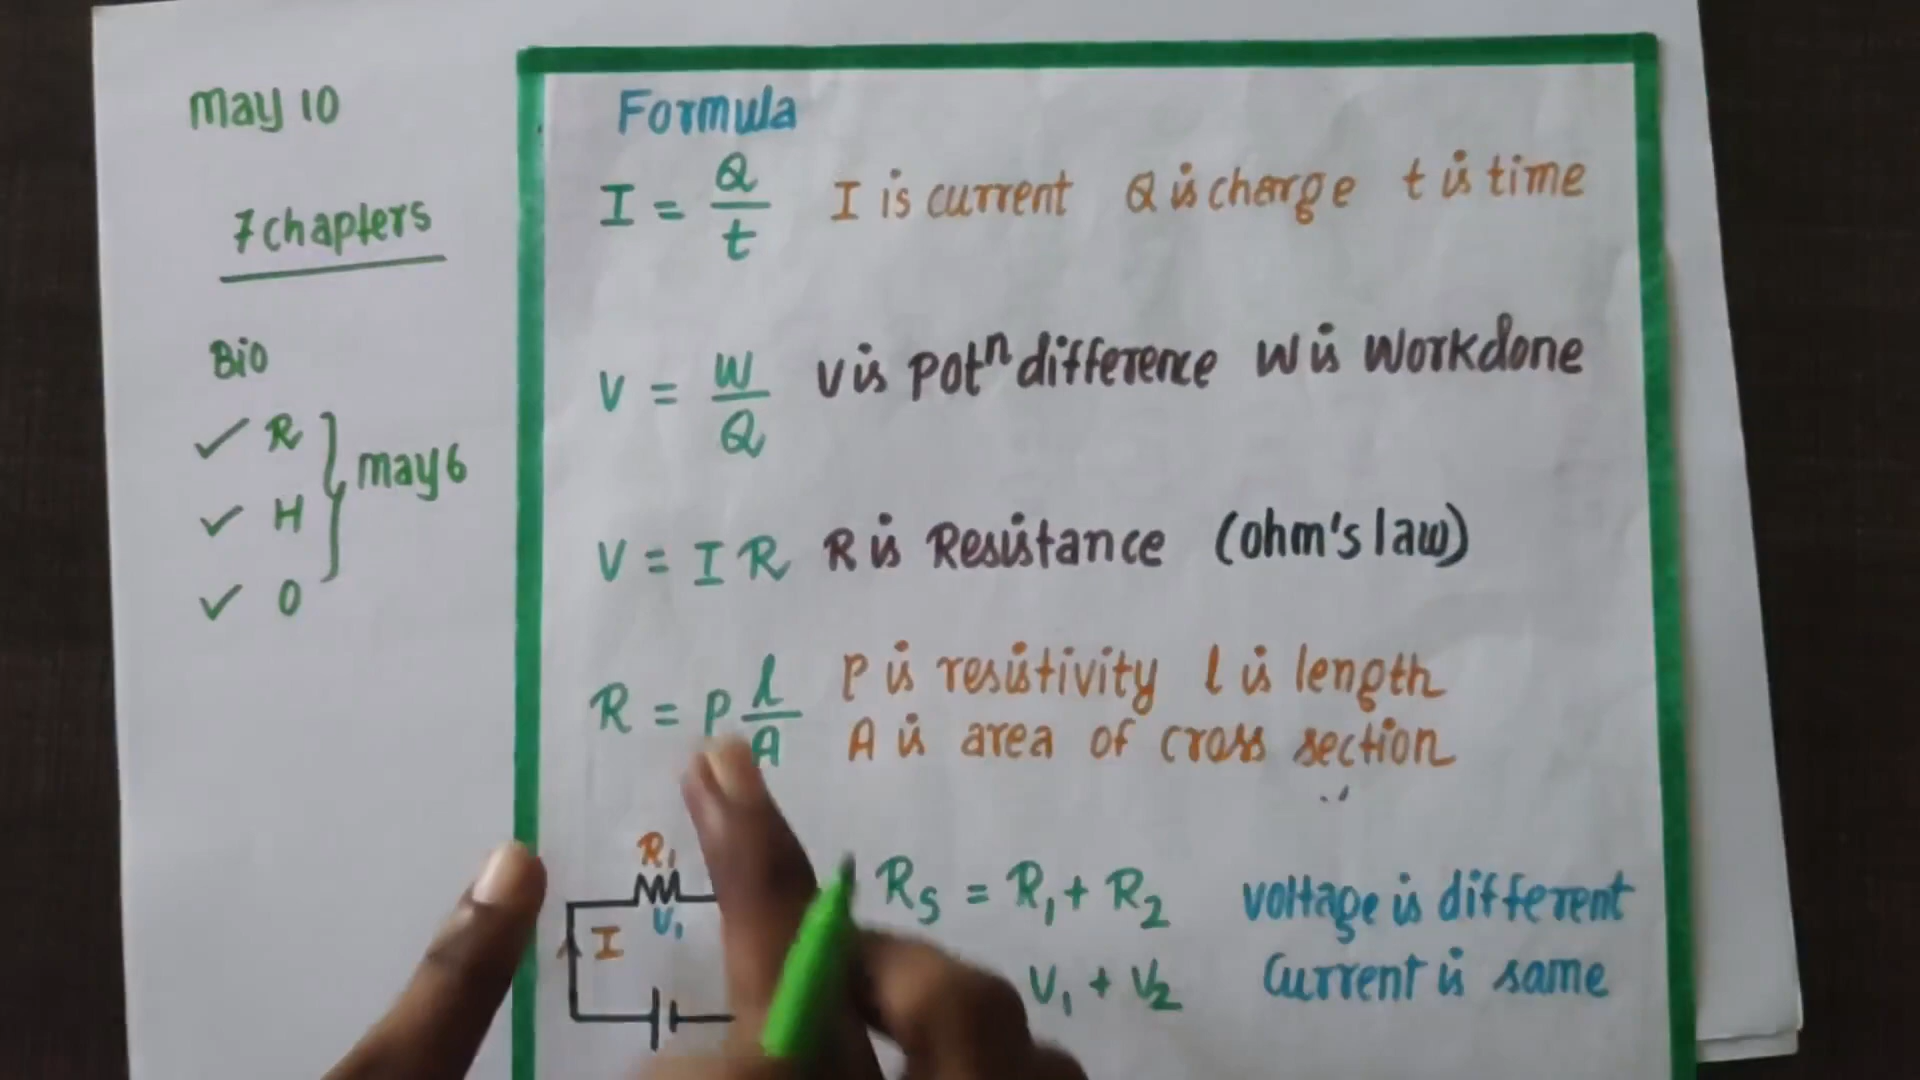 May 10
7 chapters
Bio
✓ R
✓ H
} may 6
✓ O
Formula
I = Q/t I is current Q is charge t is time
V = W/Q V is potⁿ difference W is Workdone
V = I R R is Resistance (ohm's law)
R = ρ l/A ρ is resistivity l is length
A is area of cross section
R₁
V₁
I
Rs = R₁ + R₂ voltage is different
V₁ + V₂ Current is same